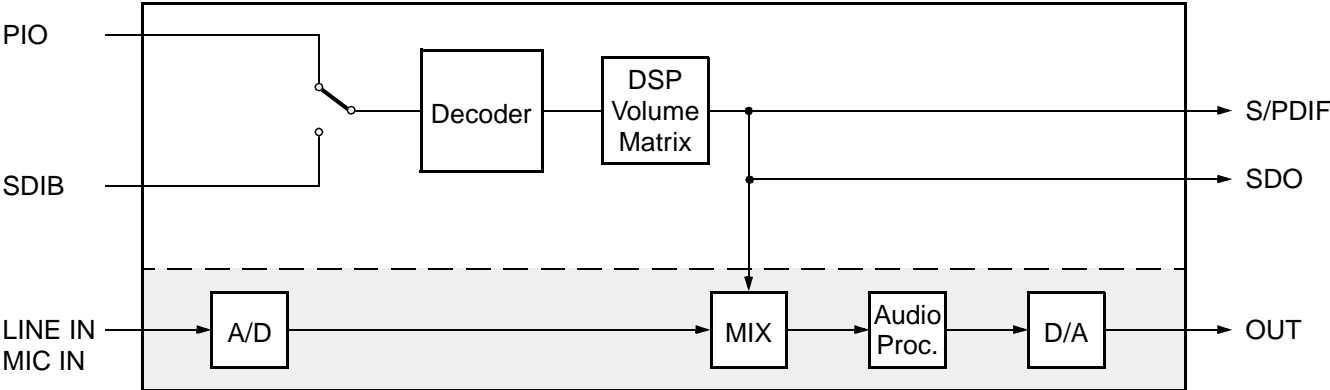 PIO
SDIB
Decoder
DSP
Volume
Matrix
S/PDIF
SDO
LINE IN
MIC IN
A/D
MIX
Audio
Proc.
D/A
OUT